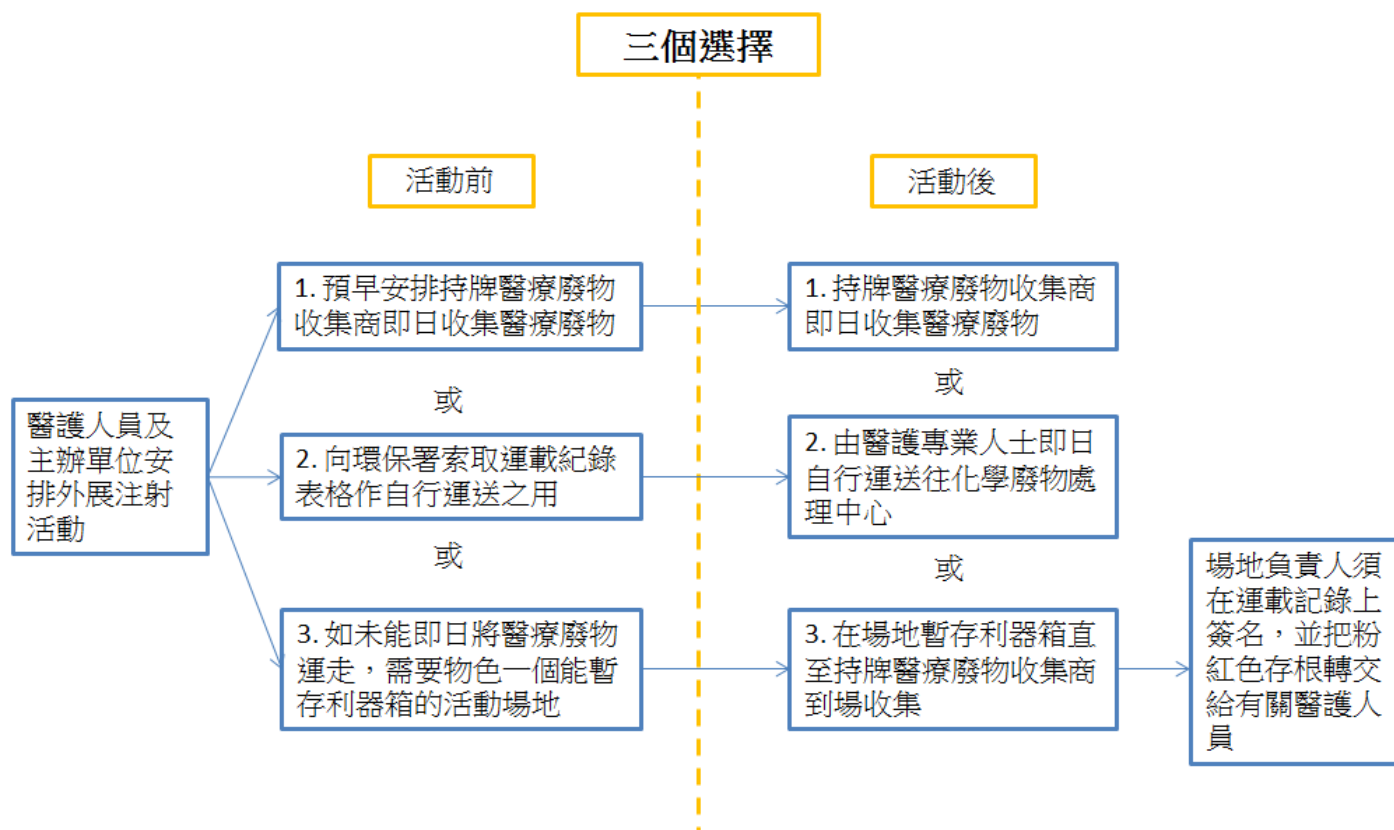 三個選擇
活動前
活動後
醫護人員及
主辦單位安
排外展注射
活動
1. 預早安排持牌醫療廢物
收集商即日收集醫療廢物
或
2. 向環保署索取運載紀錄
表格作自行運送之用
或
3. 如未能即日將醫療廢物
運走，需要物色一個能暫
存利器箱的活動場地
1. 持牌醫療廢物收集商
即日收集醫療廢物
或
2. 由醫護專業人士即日
自行運送往化學廢物處
理中心
或
3. 在場地暫存利器箱直
至持牌醫療廢物收集商
到場收集
場地負責人須
在運載記錄上
簽名，並把粉
紅色存根轉交
給有關醫護人
員